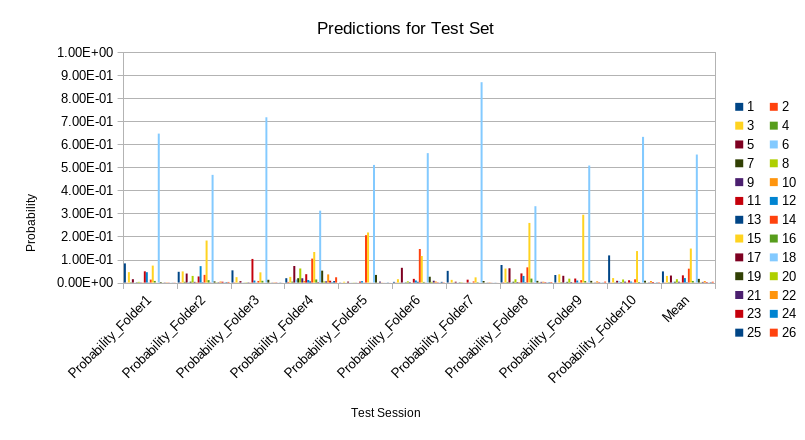 Predictions for Test Set
1.00E+00
9.00E-01
8.00E-01
7.00E-01
6.00E-01
5.00E-01
4.00E-01
3.00E-01
2.00E-01
1.00E-01
0.00E+00
Probability
Probability_Folder1
Probability_Folder2
Probability_Folder3
Probability_Folder4
Probability_Folder5
Probability_Folder6
Probability_Folder7
Probability_Folder8
Probability_Folder9
Probability_Folder10
Mean
Test Session
1 2
3 4
5 6
7 8
9 10
11 12
13 14
15 16
17 18
19 20
21 22
23 24
25 26